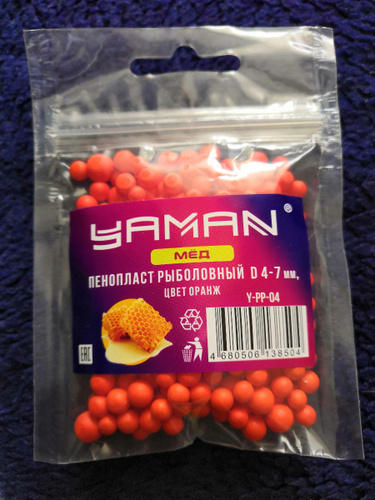 YAMAN®
МЁД
ПЕНОПЛАСТ РЫБОЛОВНЫЙ D 4-7 мм,
ЦВЕТ ОРАНЖ
Y-PP-04
EAC
4 680506 138504